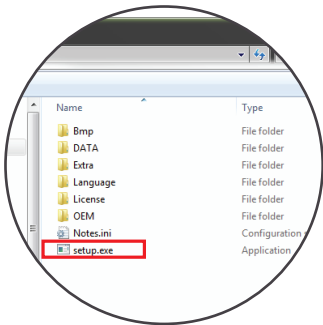 Name Type
Bmp File folder
DATA File folder
Extra File folder
Language File folder
License File folder
OEM File folder
Notes.ini Configuration
setup.exe Application